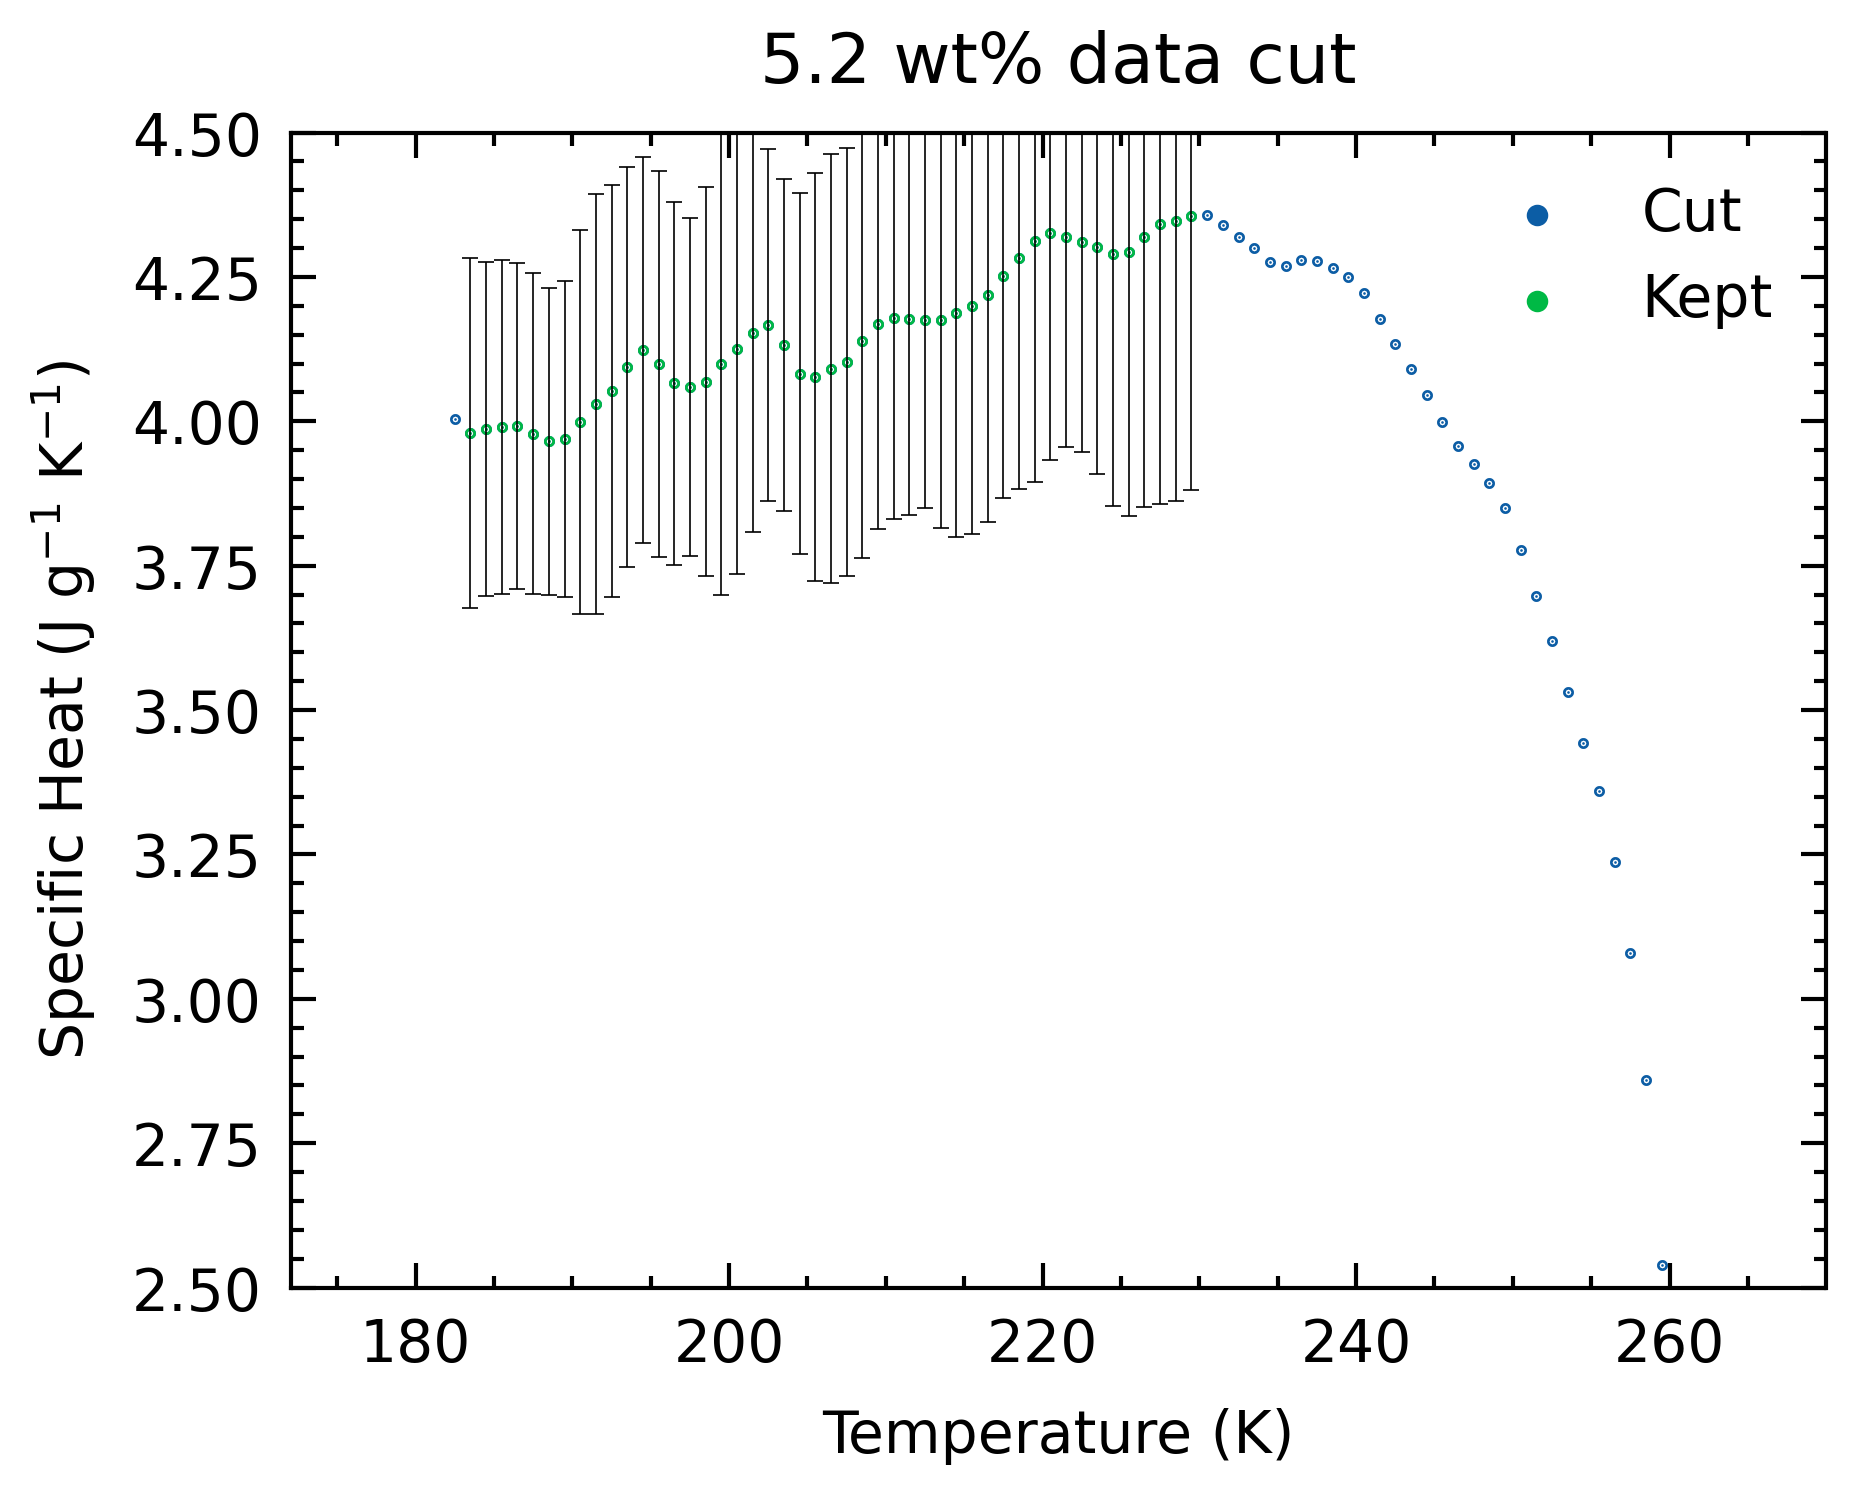 5.2 wt% data cut
4.50
4.25
4.00
3.75
3.50
3.25
3.00
2.75
2.50
Specific Heat (J g⁻¹ K⁻¹)
Cut
Kept
180 200 220 240 260
Temperature (K)